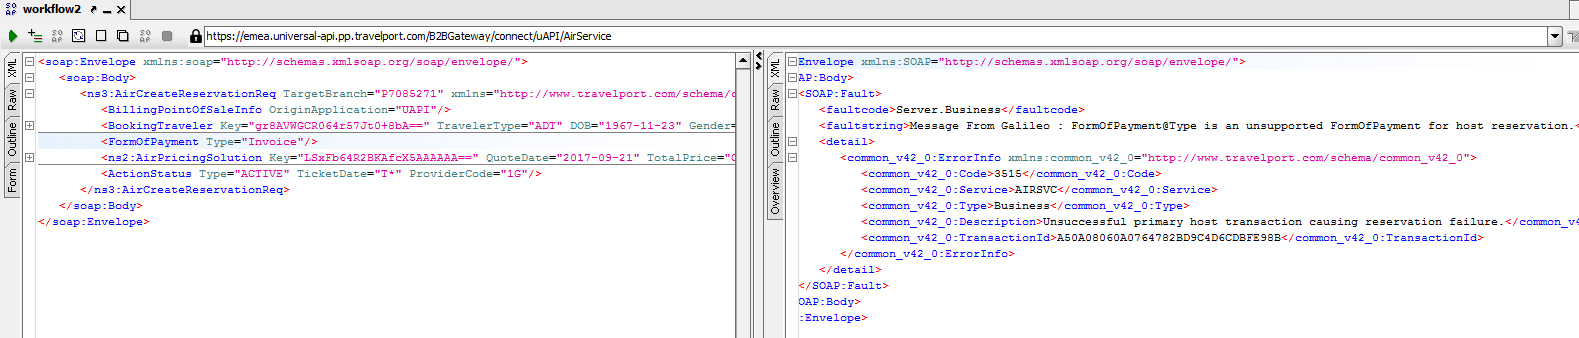 workflow2
https://emea.universal-api.pp.travelport.com/B2BGateway/connect/uAPI/AirService
XML
Raw
Outline
Form
<soap:Envelope xmlns:soap="http://schemas.xmlsoap.org/soap/envelope/">
<soap:Body>
<ns3:AirCreateReservationReq TargetBranch="P7085271" xmlns="http://www.travelport.com/schema/c
<BillingPointOfSaleInfo OriginApplication="UAPI"/>
<BookingTraveler Key="gr8AVWGCR064r57Jt0+8bA==" TravelerType="ADT" DOB="1967-11-23" Gender=
<FormOfPayment Type="Invoice"/>
<ns2:AirPricingSolution Key="LSxFb64R2BKAfcX5AAAAAA==" QuoteDate="2017-09-21" TotalPrice="G
<ActionStatus Type="ACTIVE" TicketDate="T*" ProviderCode="1G"/>
</ns3:AirCreateReservationReq>
</soap:Body>
</soap:Envelope>
XML
Raw
Outline
Overview
Envelope xmlns:SOAP="http://schemas.xmlsoap.org/soap/envelope/">
AP:Body>
<SOAP:Fault>
<faultcode>Server.Business</faultcode>
<faultstring>Message From Galileo : FormOfPayment@Type is an unsupported FormOfPayment for host reservation.<
<detail>
<common_v42_0:ErrorInfo xmlns:common_v42_0="http://www.travelport.com/schema/common_v42_0">
<common_v42_0:Code>3515</common_v42_0:Code>
<common_v42_0:Service>AIRSVC</common_v42_0:Service>
<common_v42_0:Type>Business</common_v42_0:Type>
<common_v42_0:Description>Unsuccessful primary host transaction causing reservation failure.</common_v4
<common_v42_0:TransactionId>A50A08060A0764782BD9C4D6CDBFE98B</common_v42_0:TransactionId>
</common_v42_0:ErrorInfo>
</detail>
</SOAP:Fault>
OAP:Body>
:Envelope>